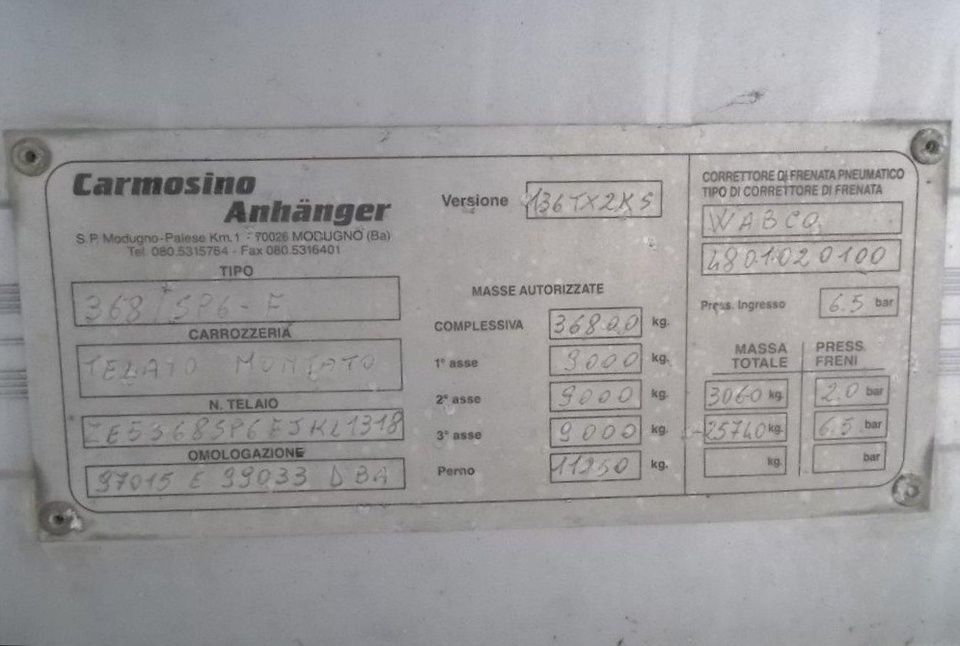 Carmosino
Anhänger
S.P. Modugno-Palese Km.1 - 70026 MODUGNO (Ba)
Tel. 080.5315764 - Fax 080.5316401
TIPO
368/SP6-E
CARROZZERIA
TELAIO MONTATO
N. TELAIO
ZE5368SP6EJKL1318
OMOLOGAZIONE
97015 E 99033 DBA
Versione 136TX2KS
MASSE AUTORIZZATE
COMPLESSIVA 36800 kg.
1° asse 9000 kg.
2° asse 9000 kg.
3° asse 9000 kg.
Perno 11250 kg.
CORRETTORE DI FRENATA PNEUMATICO
TIPO DI CORRETTORE DI FRENATA
WABCO
4801020100
Press. Ingresso 6.5 bar
MASSA TOTALE PRESS. FRENI
3060 kg. 2.0 bar
25740 kg. 6.5 bar
kg. bar